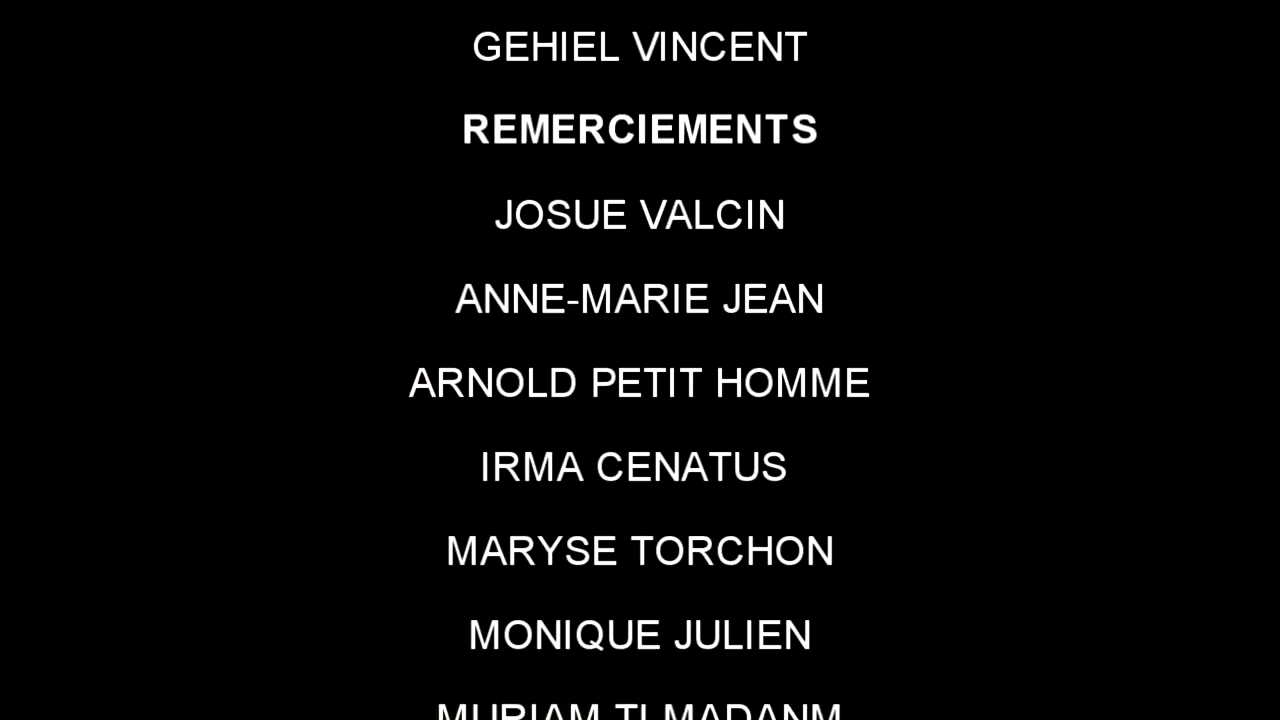 GEHIEL VINCENT
REMERCIEMENTS
JOSUE VALCIN
ANNE-MARIE JEAN
ARNOLD PETIT HOMME
IRMA CENATUS
MARYSE TORCHON
MONIQUE JULIEN
MURIAM TI MADANM